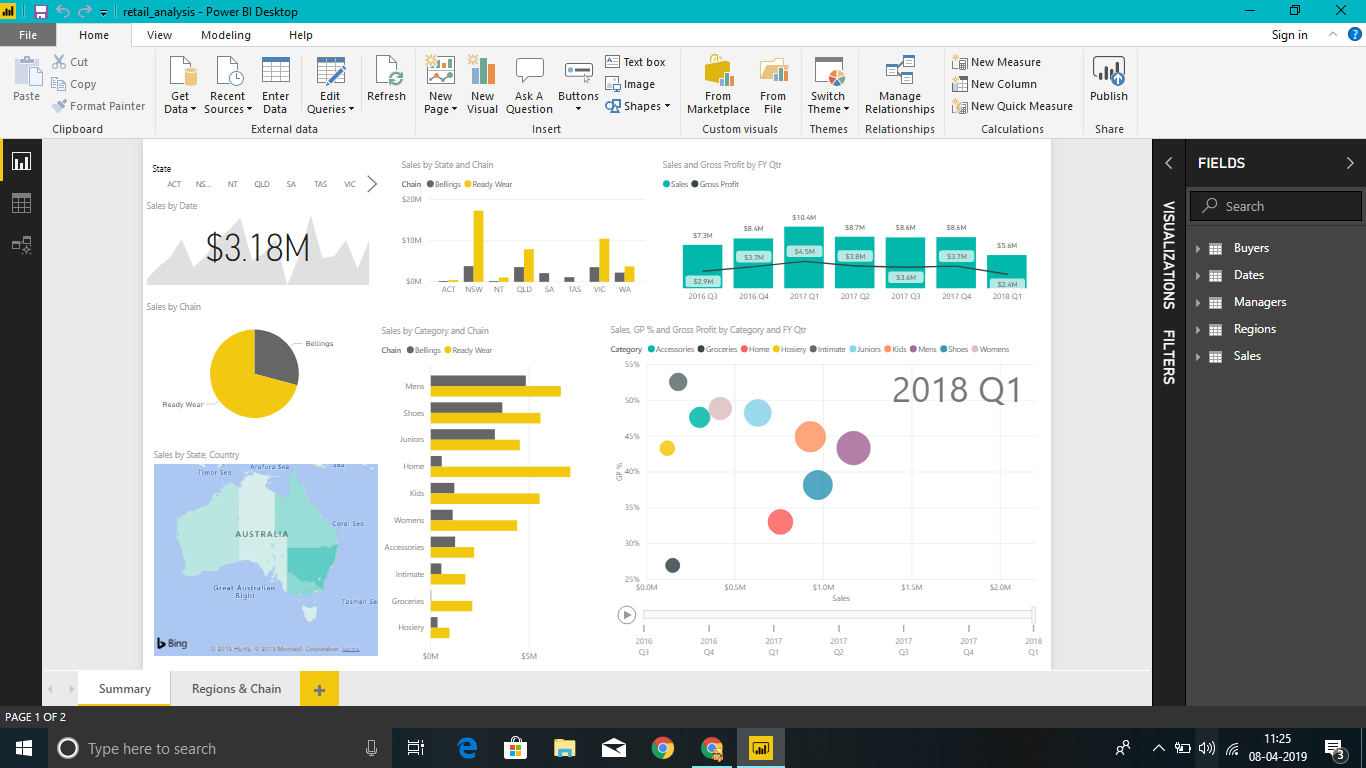 retail_analysis - Power BI Desktop
File Home View Modeling Help Sign in
Paste
Cut
Copy
Format Painter
Clipboard
Get Data
Recent Sources
Enter Data
Edit Queries
External data
Refresh
New Page
New Visual
Ask A Question
Buttons
Text box
Image
Shapes
Insert
From Marketplace
From File
Custom visuals
Switch Theme
Themes
Manage Relationships
Relationships
New Measure
New Column
New Quick Measure
Calculations
Publish
Share
State
ACT NS... NT QLD SA TAS VIC
Sales by Date
$3.18M
Sales by Chain
Bellings
Ready Wear
Sales by State, Country
Timor Sea
Arafura Sea
Sea
Coral Sea
AUSTRALIA
Great Australian Bight
Tasman Se
Bing
© 2019 HERE, © 2019 Microsoft Corporation Terms
Sales by State and Chain
Chain Bellings Ready Wear
$20M
$10M
$0M
ACT NSW NT QLD SA TAS VIC WA
Sales by Category and Chain
Chain Bellings Ready Wear
Mens
Shoes
Juniors
Home
Kids
Womens
Accessories
Intimate
Groceries
Hosiery
$0M $5M
Sales and Gross Profit by FY Qtr
Sales Gross Profit
$7.3M $8.4M $10.4M $8.7M $8.6M $8.6M $5.6M
$2.9M $3.7M $4.5M $3.8M $3.6M $3.7M $2.4M
2016 Q3 2016 Q4 2017 Q1 2017 Q2 2017 Q3 2017 Q4 2018 Q1
Sales, GP % and Gross Profit by Category and FY Qtr
Category Accessories Groceries Home Hosiery Intimate Juniors Kids Mens Shoes Womens
2018 Q1
55%
50%
45%
40%
35%
30%
25%
GP %
$0.0M $0.5M $1.0M $1.5M $2.0M
Sales
2016 2016 2017 2017 2017 2017 2018
Q3 Q4 Q1 Q2 Q3 Q4 Q1
VISUALIZATIONS
FILTERS
FIELDS
Search
Buyers
Dates
Managers
Regions
Sales
Summary Regions & Chain +
PAGE 1 OF 2
Type here to search
11:25
08-04-2019
3